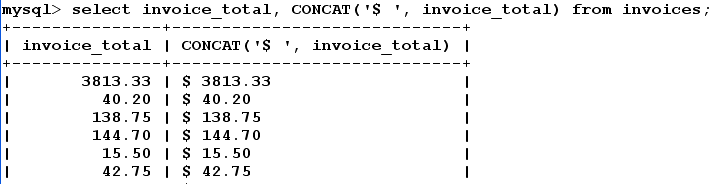 mysql> select invoice_total, CONCAT('$ ', invoice_total) from invoices;
+---------------+-----------------------------+
| invoice_total | CONCAT('$ ', invoice_total) |
+---------------+-----------------------------+
|       3813.33 | $ 3813.33                   |
|         40.20 | $ 40.20                     |
|        138.75 | $ 138.75                    |
|        144.70 | $ 144.70                    |
|         15.50 | $ 15.50                     |
|         42.75 | $ 42.75                     |